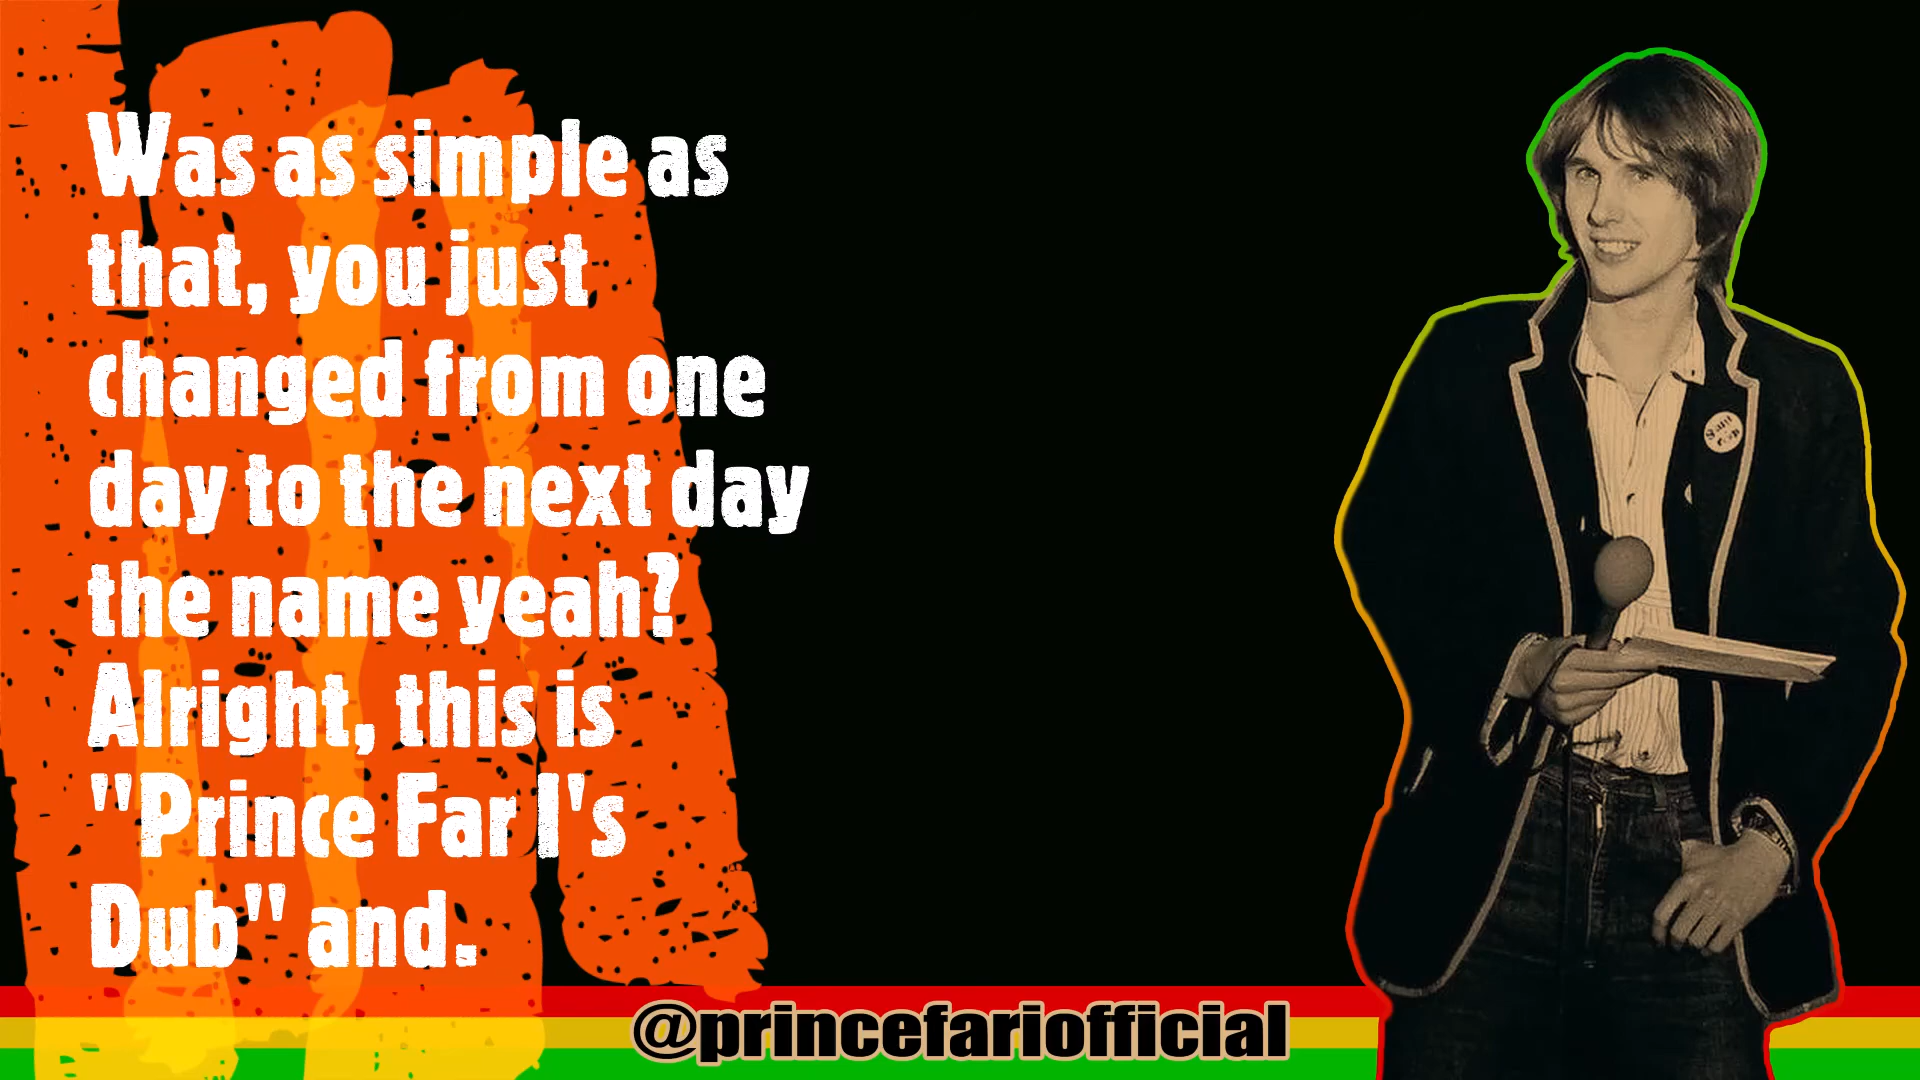 Was as simple as
that, you just
changed from one
day to the next day
the name yeah?
Alright, this is
"Prince Far I's
Dub" and.
@princefariofficial